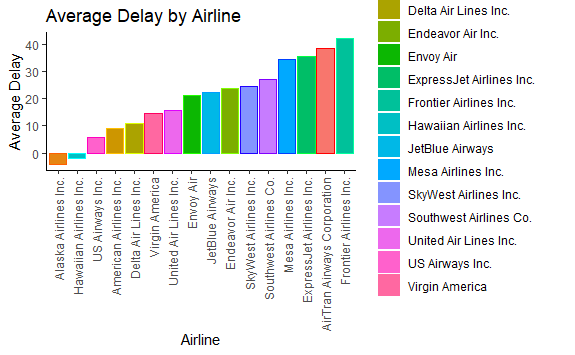 Average Delay by Airline
Average Delay
40
30
20
10
0
Alaska Airlines Inc.
Hawaiian Airlines Inc.
US Airways Inc.
American Airlines Inc.
Delta Air Lines Inc.
Virgin America
United Air Lines Inc.
Envoy Air
JetBlue Airways
Endeavor Air Inc.
SkyWest Airlines Inc.
Southwest Airlines Co.
Mesa Airlines Inc.
ExpressJet Airlines Inc.
AirTran Airways Corporation
Frontier Airlines Inc.
Airline
Delta Air Lines Inc.
Endeavor Air Inc.
Envoy Air
ExpressJet Airlines Inc.
Frontier Airlines Inc.
Hawaiian Airlines Inc.
JetBlue Airways
Mesa Airlines Inc.
SkyWest Airlines Inc.
Southwest Airlines Co.
United Air Lines Inc.
US Airways Inc.
Virgin America